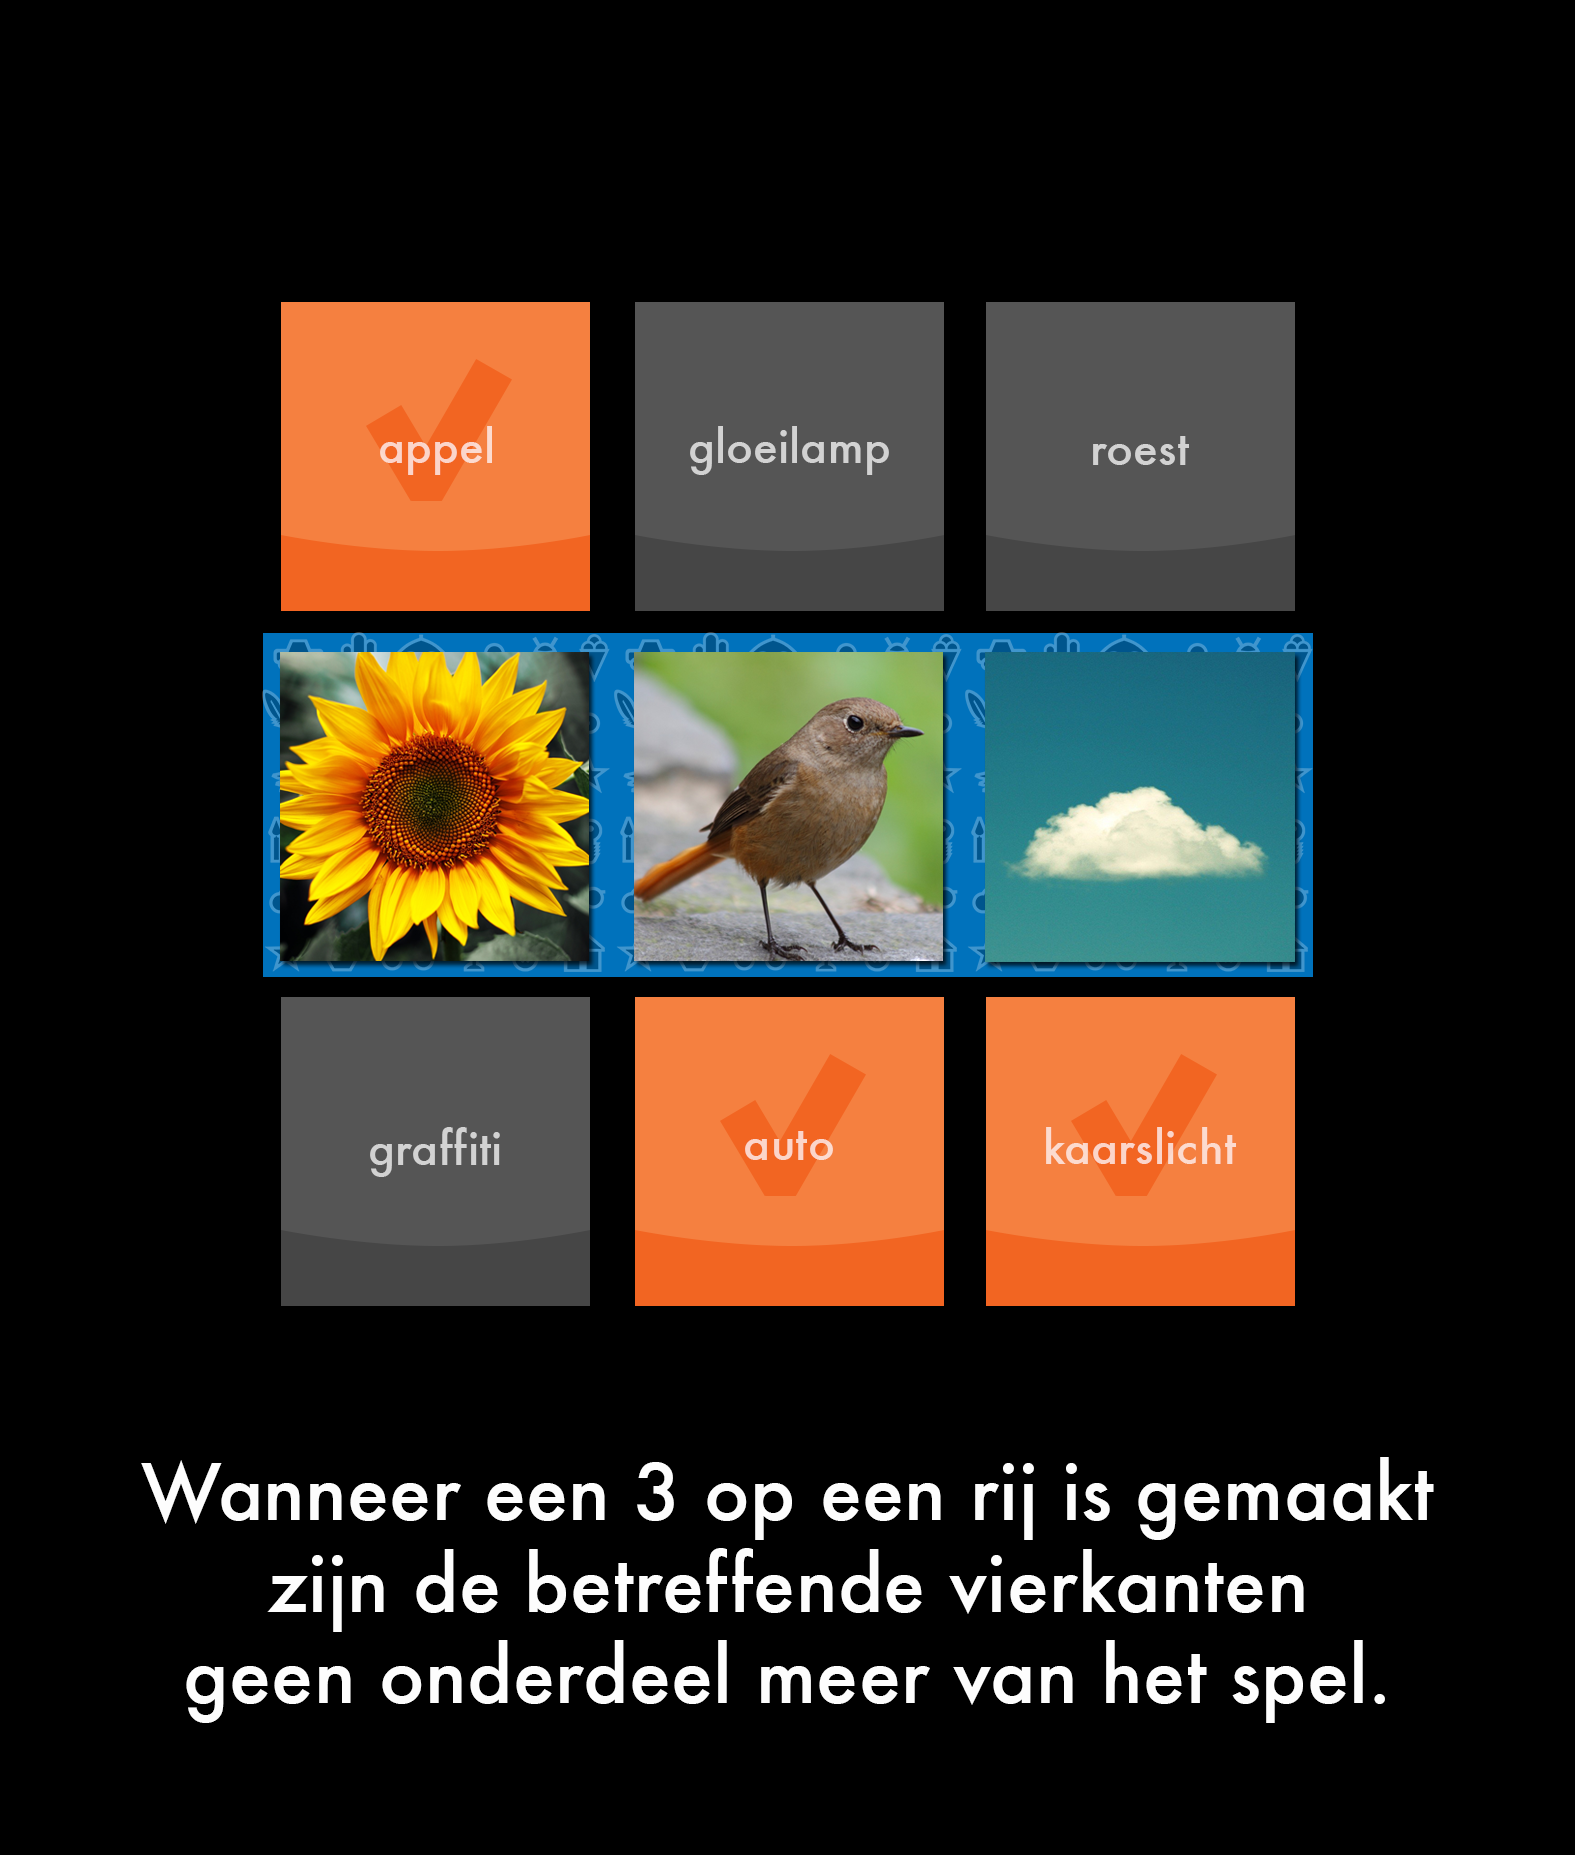 appel
gloeilamp
roest
graffiti
auto
kaarslicht
Wanneer een 3 op een rij is gemaakt
zijn de betreffende vierkanten
geen onderdeel meer van het spel.